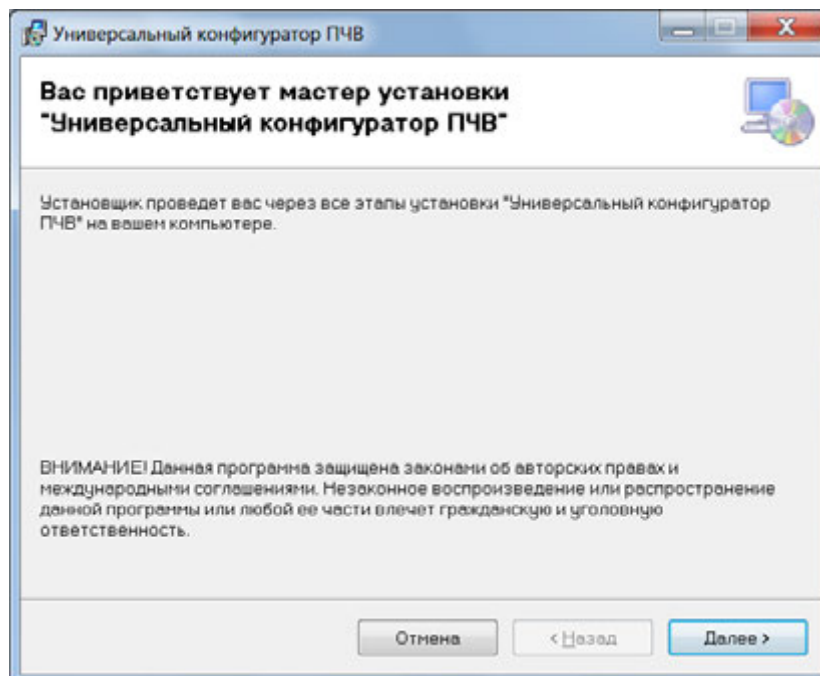 Универсальный конфигуратор ПЧВ
Вас приветствует мастер установки
"Универсальный конфигуратор ПЧВ"
Установщик проведет вас через все этапы установки "Универсальный конфигуратор
ПЧВ" на вашем компьютере.
ВНИМАНИЕ! Данная программа защищена законами об авторских правах и
международными соглашениями. Незаконное воспроизведение или распространение
данной программы или любой ее части влечет гражданскую и уголовную
ответственность.
Отмена
< Назад
Далее >